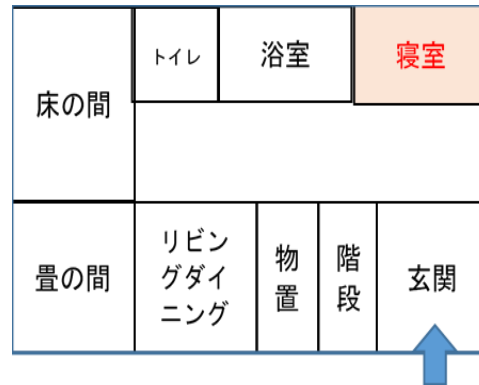 トイレ
浴室
寝室
床の間
畳の間
リビン
グダイ
ニング
物
置
階
段
玄関